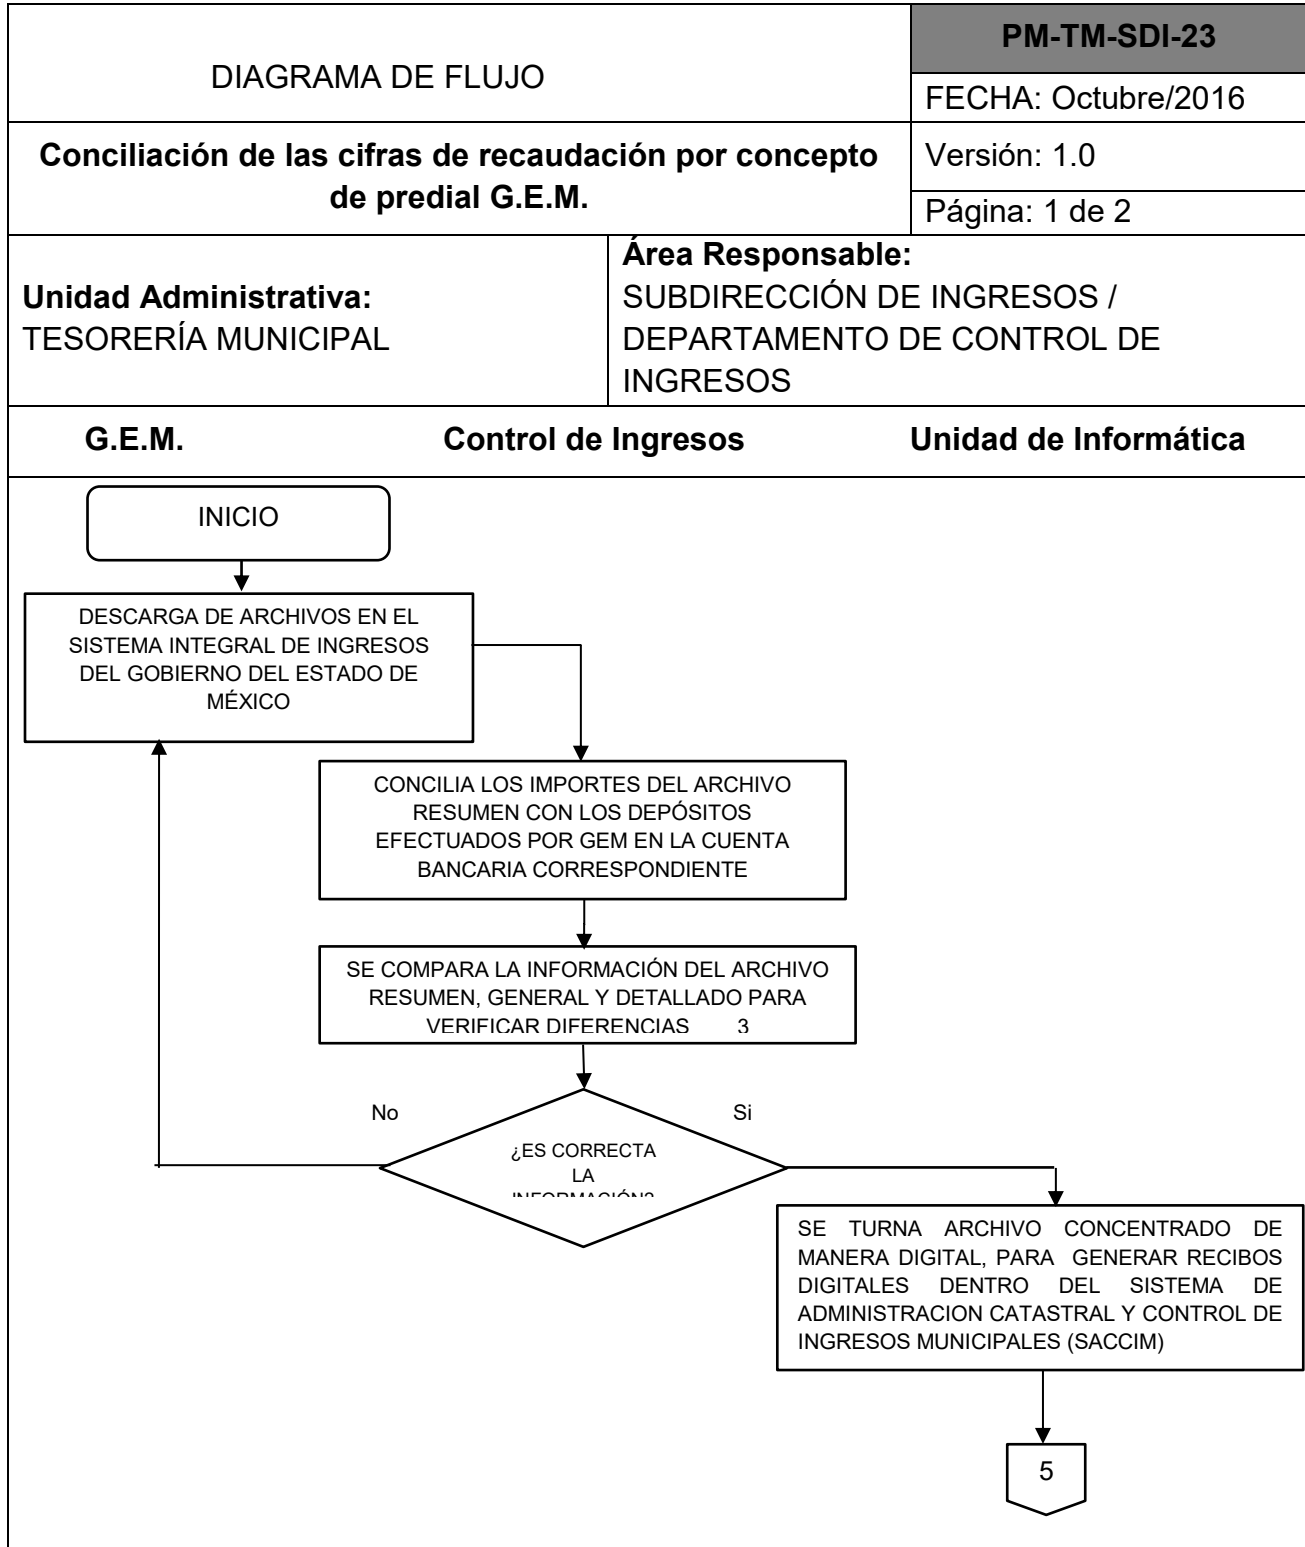 DIAGRAMA DE FLUJO
PM-TM-SDI-23
FECHA: Octubre/2016
Conciliación de las cifras de recaudación por concepto
de predial G.E.M.
Versión: 1.0
Página: 1 de 2
Unidad Administrativa:
TESORERÍA MUNICIPAL
Área Responsable:
SUBDIRECCIÓN DE INGRESOS /
DEPARTAMENTO DE CONTROL DE
INGRESOS
G.E.M.
Control de Ingresos
Unidad de Informática
INICIO
DESCARGA DE ARCHIVOS EN EL
SISTEMA INTEGRAL DE INGRESOS
DEL GOBIERNO DEL ESTADO DE
MÉXICO
CONCILIA LOS IMPORTES DEL ARCHIVO
RESUMEN CON LOS DEPÓSITOS
EFECTUADOS POR GEM EN LA CUENTA
BANCARIA CORRESPONDIENTE
SE COMPARA LA INFORMACIÓN DEL ARCHIVO
RESUMEN, GENERAL Y DETALLADO PARA
VERIFICAR DIFERENCIAS 3
No
Si
¿ES CORRECTA
LA
INFORMACIÓN?
SE TURNA ARCHIVO CONCENTRADO DE
MANERA DIGITAL, PARA GENERAR RECIBOS
DIGITALES DENTRO DEL SISTEMA DE
ADMINISTRACION CATASTRAL Y CONTROL DE
INGRESOS MUNICIPALES (SACCIM)
5